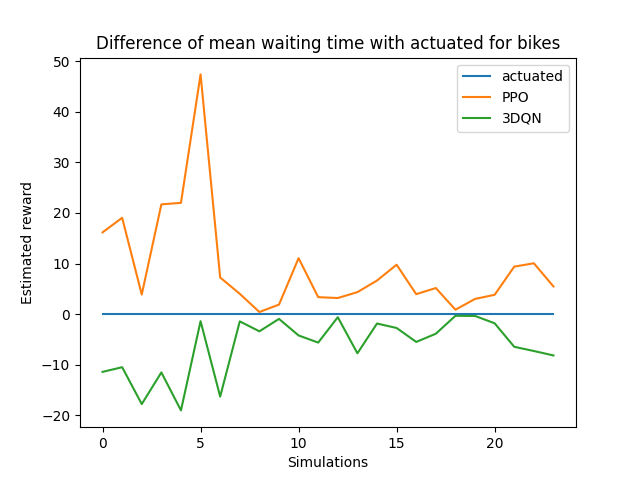 Difference of mean waiting time with actuated for bikes
actuated
PPO
3DQN
Estimated reward
50
40
30
20
10
0
−10
−20
0
5
10
15
20
Simulations